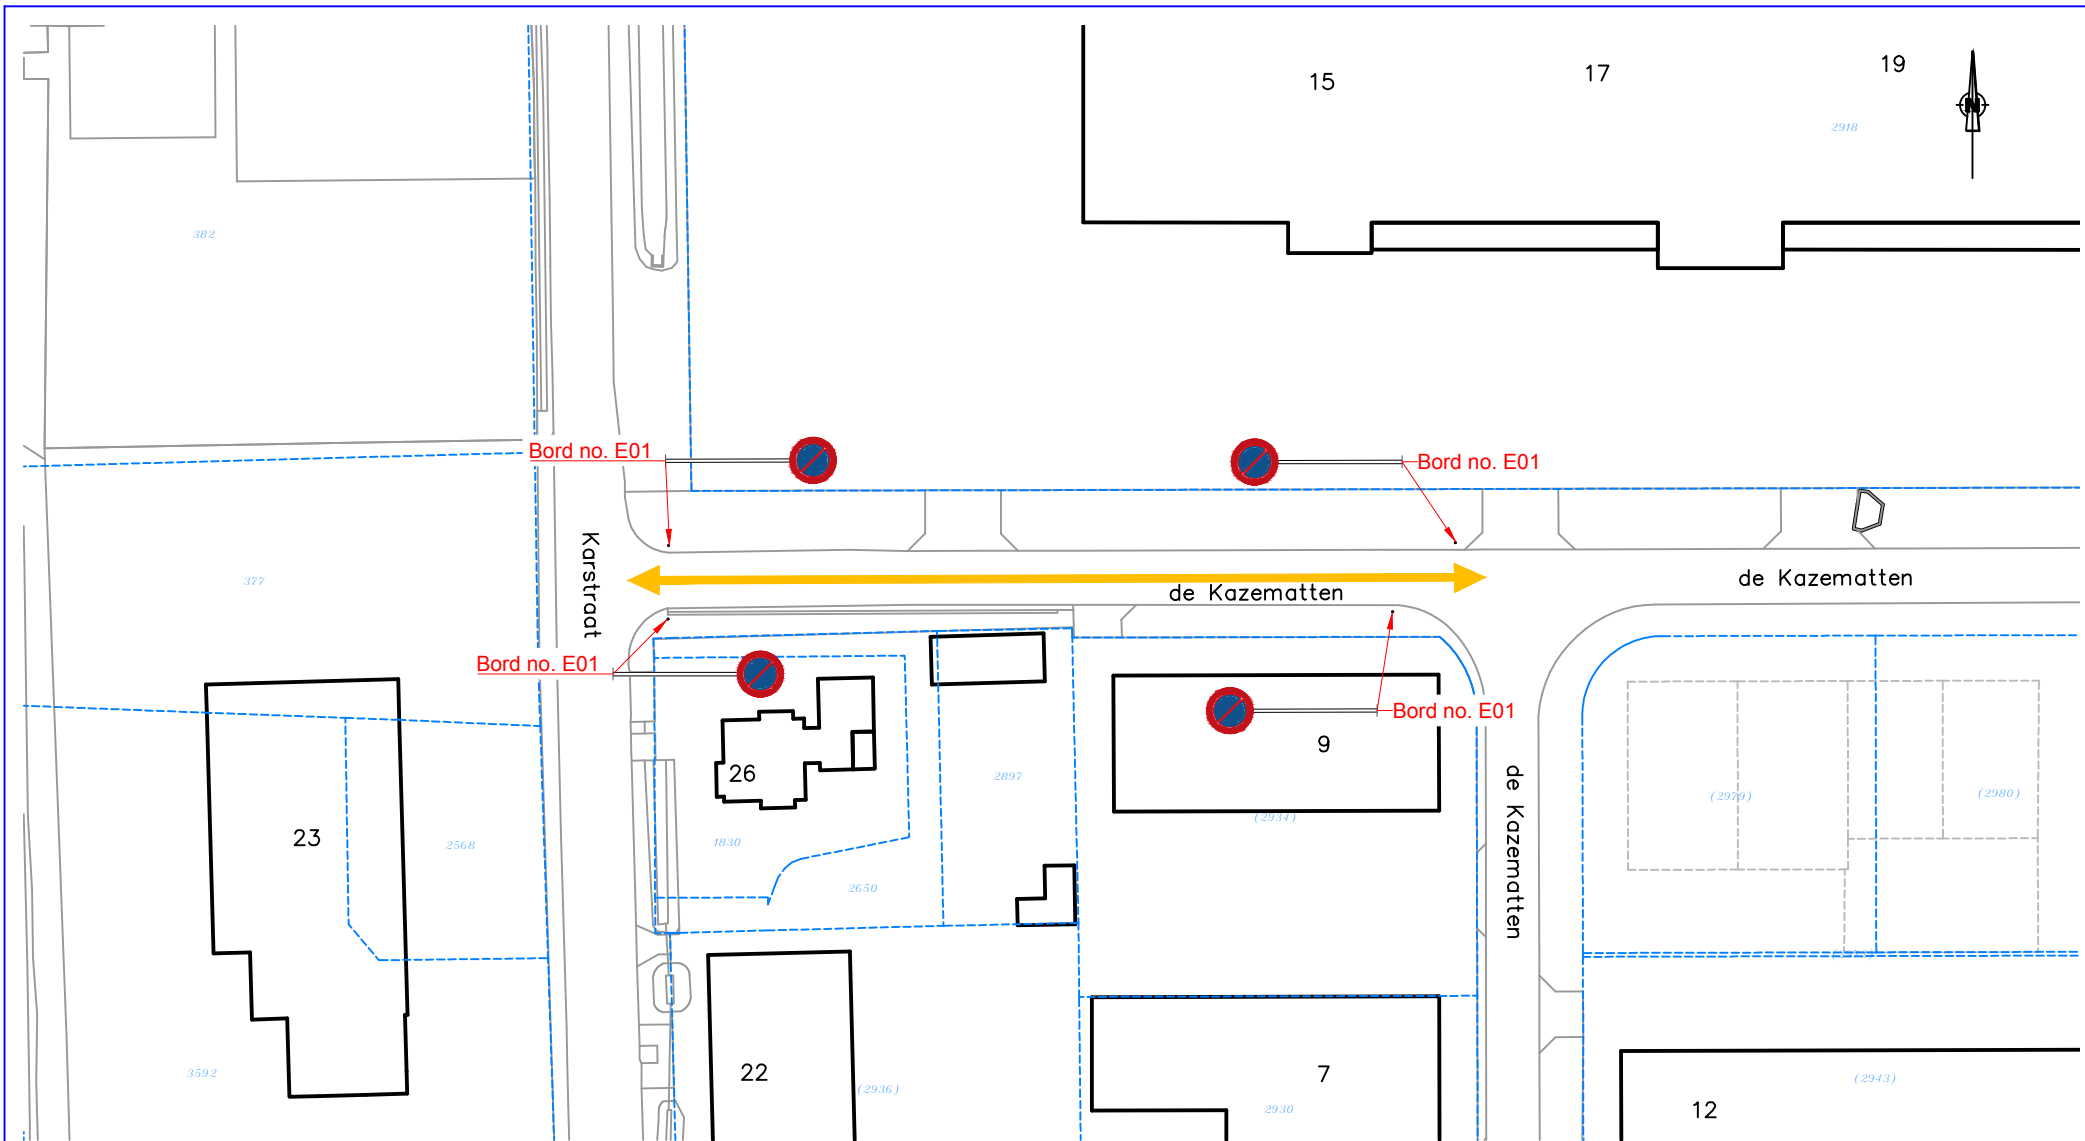 15
17
19
N
2918
382
Bord no. E01
Bord no. E01
Karstraat
377
de Kazematten
de Kazematten
Bord no. E01
Bord no. E01
9
26
2897
(2979)
(2980)
(2934)
23
2568
1830
2650
de Kazematten
22
7
3592
(2936)
2930
12
(2943)